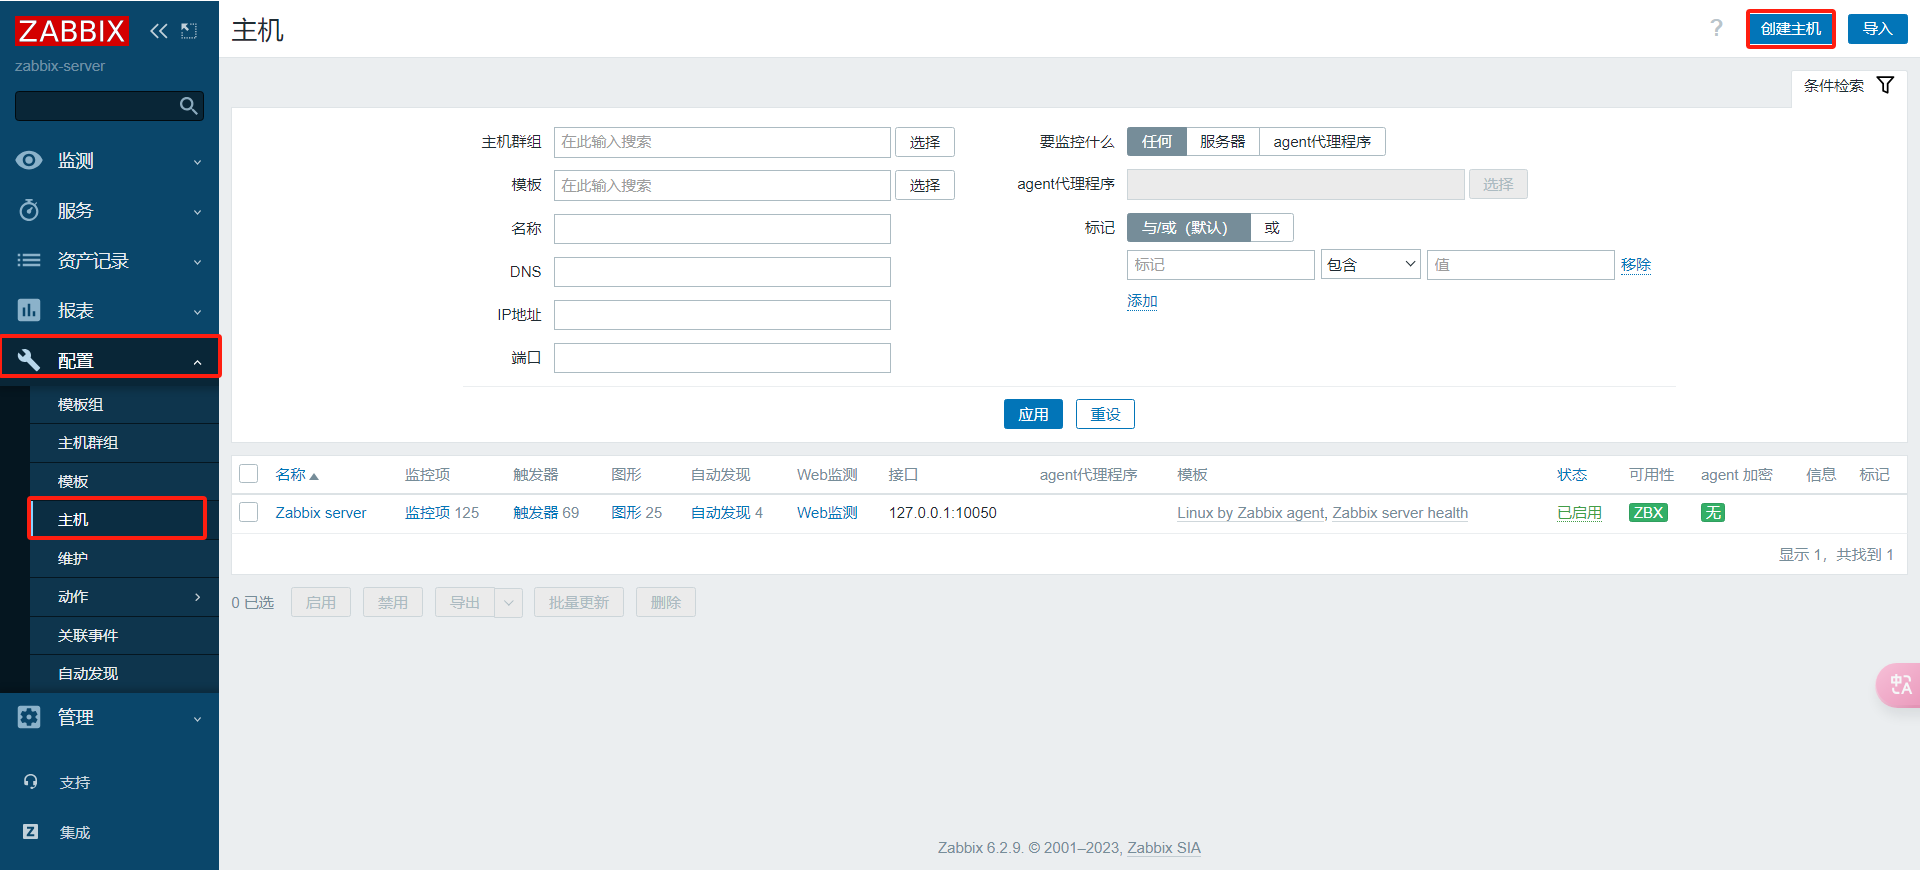 ZABBIX
zabbix-server
监测
服务
资产记录
报表
配置
模板组
主机群组
模板
主机
维护
动作
关联事件
自动发现
管理
支持
集成
主机
? 创建主机 导入
条件检索
主机群组 在此输入搜索 选择
模板 在此输入搜索 选择
名称
DNS
IP地址
端口
要监控什么 任何 服务器 agent代理程序
agent代理程序 选择
标记 与/或（默认） 或
标记 包含 值 移除
添加
应用 重设
名称 监控项 触发器 图形 自动发现 Web监测 接口 agent代理程序 模板 状态 可用性 agent 加密 信息 标记
Zabbix server 监控项 125 触发器 69 图形 25 自动发现 4 Web监测 127.0.0.1:10050 Linux by Zabbix agent, Zabbix server health 已启用 ZBX 无
显示 1，共找到 1
0 已选 启用 禁用 导出 批量更新 删除
Zabbix 6.2.9. © 2001–2023, Zabbix SIA